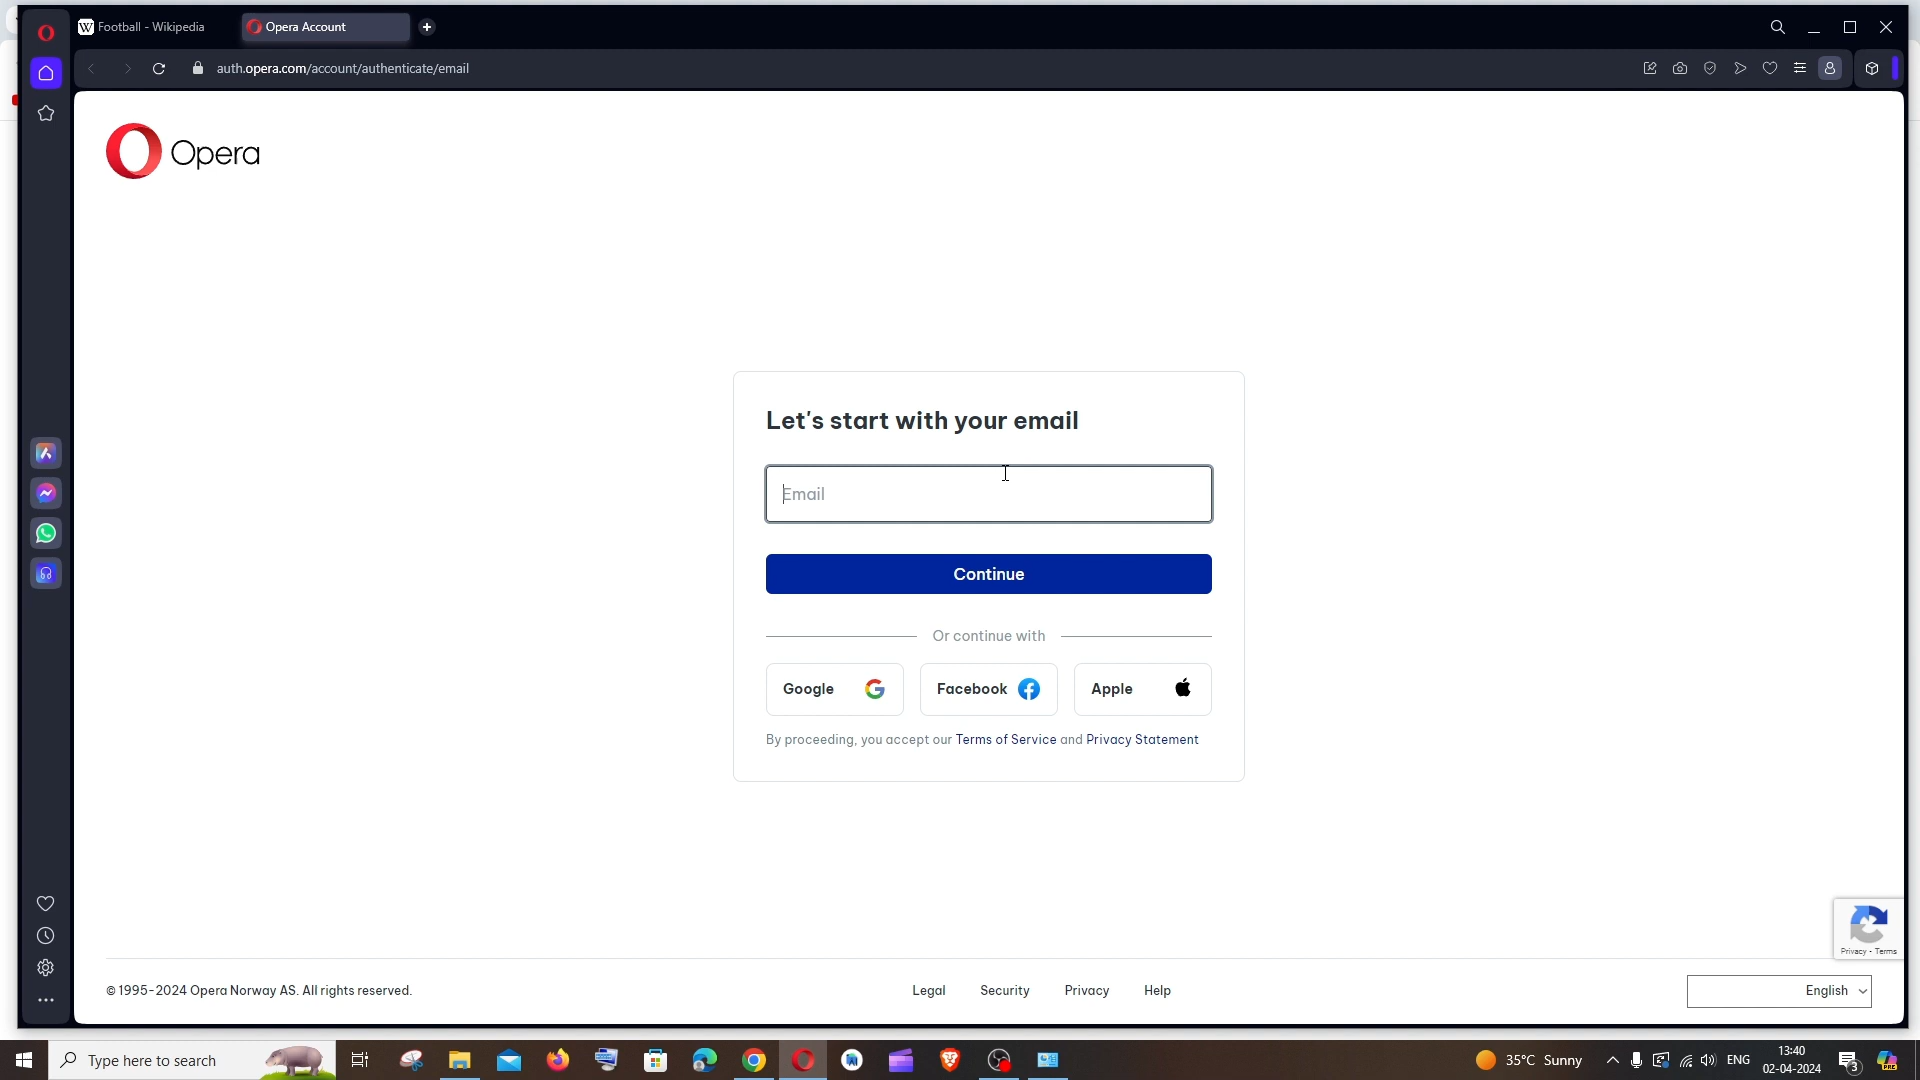 Football - Wikipedia
Opera Account
auth.opera.com/account/authenticate/email
Opera
Let's start with your email
Email
Continue
Or continue with
Google
Facebook
Apple
By proceeding, you accept our Terms of Service and Privacy Statement
Privacy - Terms
© 1995-2024 Opera Norway AS. All rights reserved.
Legal
Security
Privacy
Help
English
Type here to search
35°C Sunny
ENG
13:40
02-04-2024
3